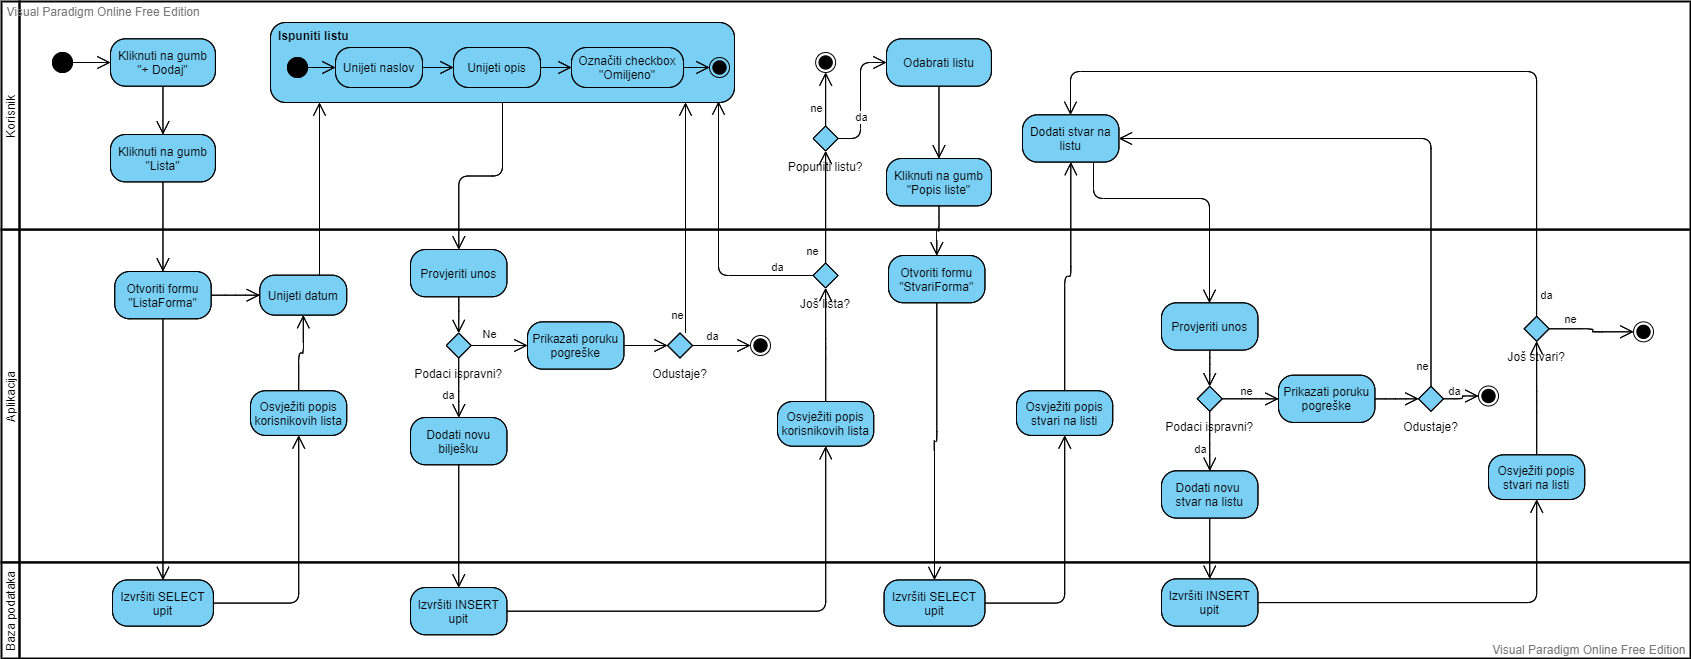 Visual Paradigm Online Free Edition
Korisnik
Kliknuti na gumb
"+ Dodaj"
Kliknuti na gumb
"Lista"
Ispuniti listu
Unijeti naslov
Unijeti opis
Označiti checkbox
"Omiljeno"
ne
da
Popuniti listu?
Odabrati listu
Kliknuti na gumb
"Popis liste"
Dodati stvar na
listu
Aplikacija
Otvoriti formu
"ListaForma"
Unijeti datum
Osvježiti popis
korisnikovih lista
Provjeriti unos
Ne
Podaci ispravni?
da
Prikazati poruku
pogreške
ne
da
Odustaje?
Dodati novu
bilješku
ne
da
Još lista?
Osvježiti popis
korisnikovih lista
Otvoriti formu
"StvariForma"
Osvježiti popis
stvari na listi
Provjeriti unos
ne
Podaci ispravni?
da
Prikazati poruku
pogreške
ne
da
Odustaje?
Dodati novu
stvar na listu
da
ne
Još stvari?
Osvježiti popis
stvari na listi
Baza podataka
Izvršiti SELECT
upit
Izvršiti INSERT
upit
Izvršiti SELECT
upit
Izvršiti INSERT
upit
Visual Paradigm Online Free Edition